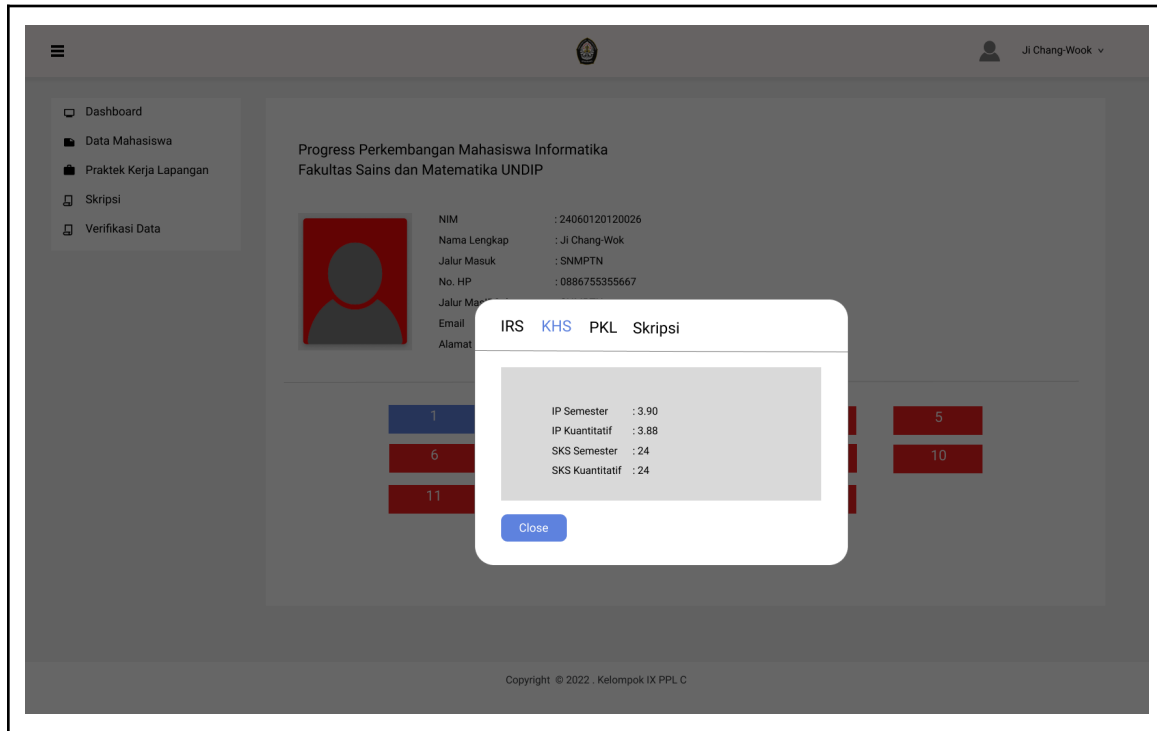 Ji Chang-Wook
Dashboard
Data Mahasiswa
Praktek Kerja Lapangan
Skripsi
Verifikasi Data
Progress Perkembangan Mahasiswa Informatika
Fakultas Sains dan Matematika UNDIP
NIM : 24060120120026
Nama Lengkap : Ji Chang-Wok
Jalur Masuk : SNMPTN
No. HP : 0886755355667
Jalur
Email
Alamat
IRS KHS PKL Skripsi
IP Semester : 3.90
IP Kuantitatif : 3.88
SKS Semester : 24
SKS Kuantitatif : 24
Close
1 5
6 10
11
Copyright © 2022 . Kelompok IX PPL C